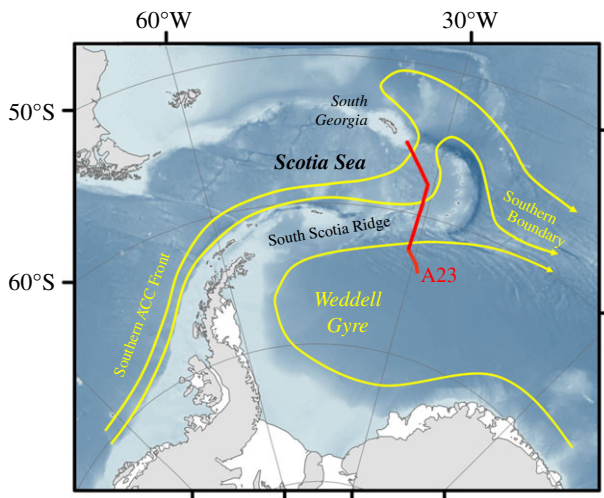 60°W
30°W
50°S
60°S
South
Georgia
Scotia Sea
Southern
Boundary
South Scotia Ridge
Southern ACC Front
A23
Weddell
Gyre